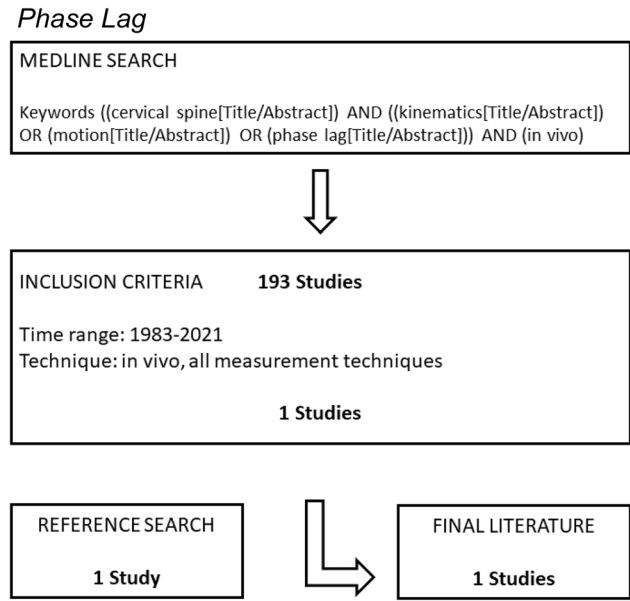 Phase Lag
MEDLINE SEARCH
Keywords ((cervical spine[Title/Abstract]) AND ((kinematics[Title/Abstract])
OR (motion[Title/Abstract]) OR (phase lag[Title/Abstract])) AND (in vivo)
INCLUSION CRITERIA 193 Studies
Time range: 1983-2021
Technique: in vivo, all measurement techniques
1 Studies
REFERENCE SEARCH
1 Study
FINAL LITERATURE
1 Studies